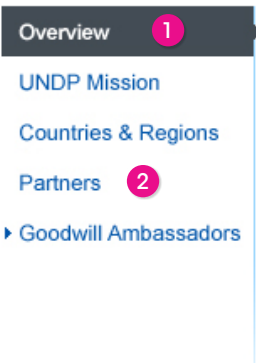 Overview 1
UNDP Mission
Countries & Regions
Partners 2
Goodwill Ambassadors